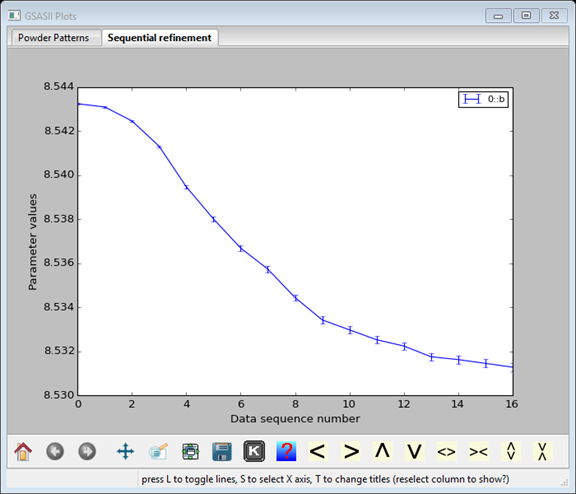 GSASII Plots
Powder Patterns Sequential refinement
0::b
8.544
8.542
8.540
8.538
8.536
8.534
8.532
8.530
Parameter values
0 2 4 6 8 10 12 14 16
Data sequence number
K ? < > Λ V <> >< 
press L to toggle lines, S to select X axis, T to change titles (reselect column to show?)